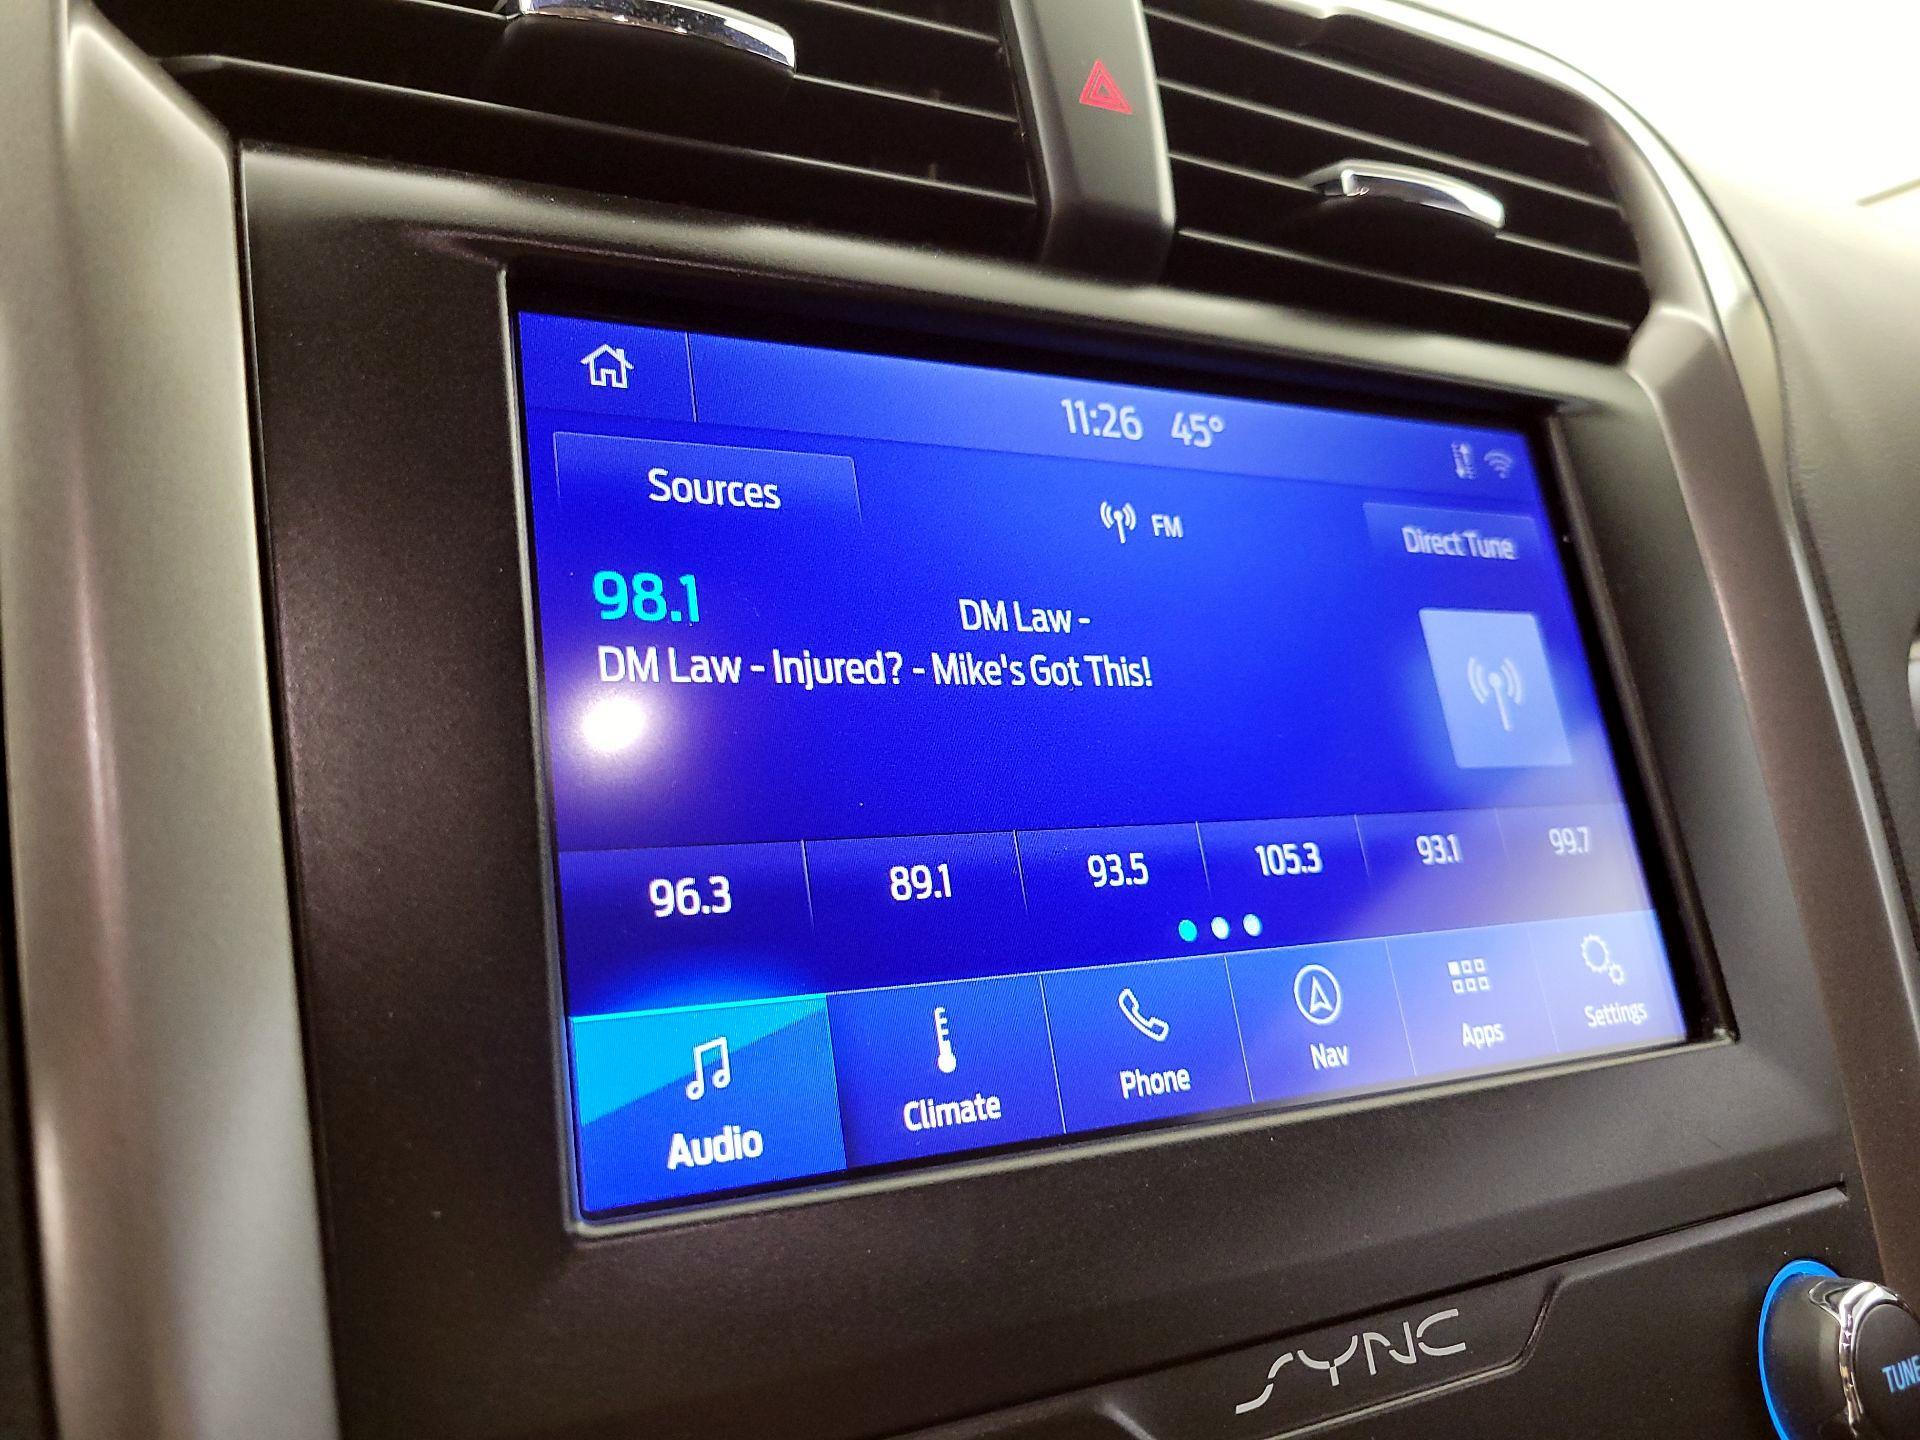 11:26 45°
Sources
FM
Direct Tune
98.1
DM Law -
DM Law - Injured? - Mike's Got This!
96.3 89.1 93.5 105.3 93.1 99.7
Audio Climate Phone Nav Apps Settings
SYNC
TUNE